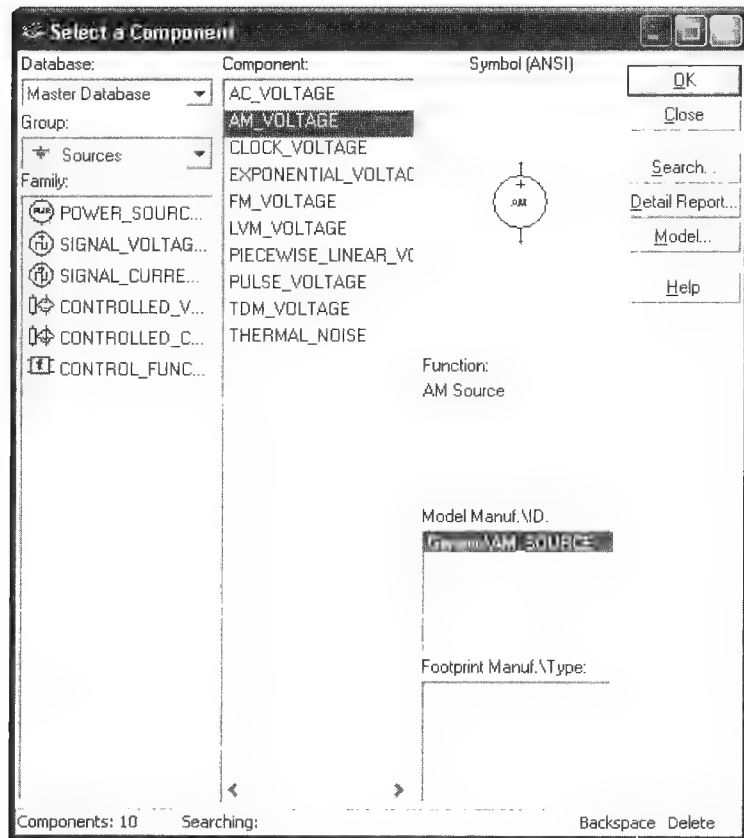 Select a Component
Database:
Master Database
Group:
Sources
Family:
POWER_SOURC...
SIGNAL_VOLTAG...
SIGNAL_CURRE...
CONTROLLED_V...
CONTROLLED_C...
CONTROL_FUNC...
Component:
AC_VOLTAGE
AM_VOLTAGE
CLOCK_VOLTAGE
EXPONENTIAL_VOLTAG
FM_VOLTAGE
LVM_VOLTAGE
PIECEWISE_LINEAR_VO
PULSE_VOLTAGE
TDM_VOLTAGE
THERMAL_NOISE
Symbol (ANSI)
AM
Function:
AM Source
Model Manuf.\ID.
\AM_SOURCE
Footprint Manuf.\Type:
OK
Close
Search. .
Detail Report...
Model...
Help
Components: 10 Searching: Backspace Delete